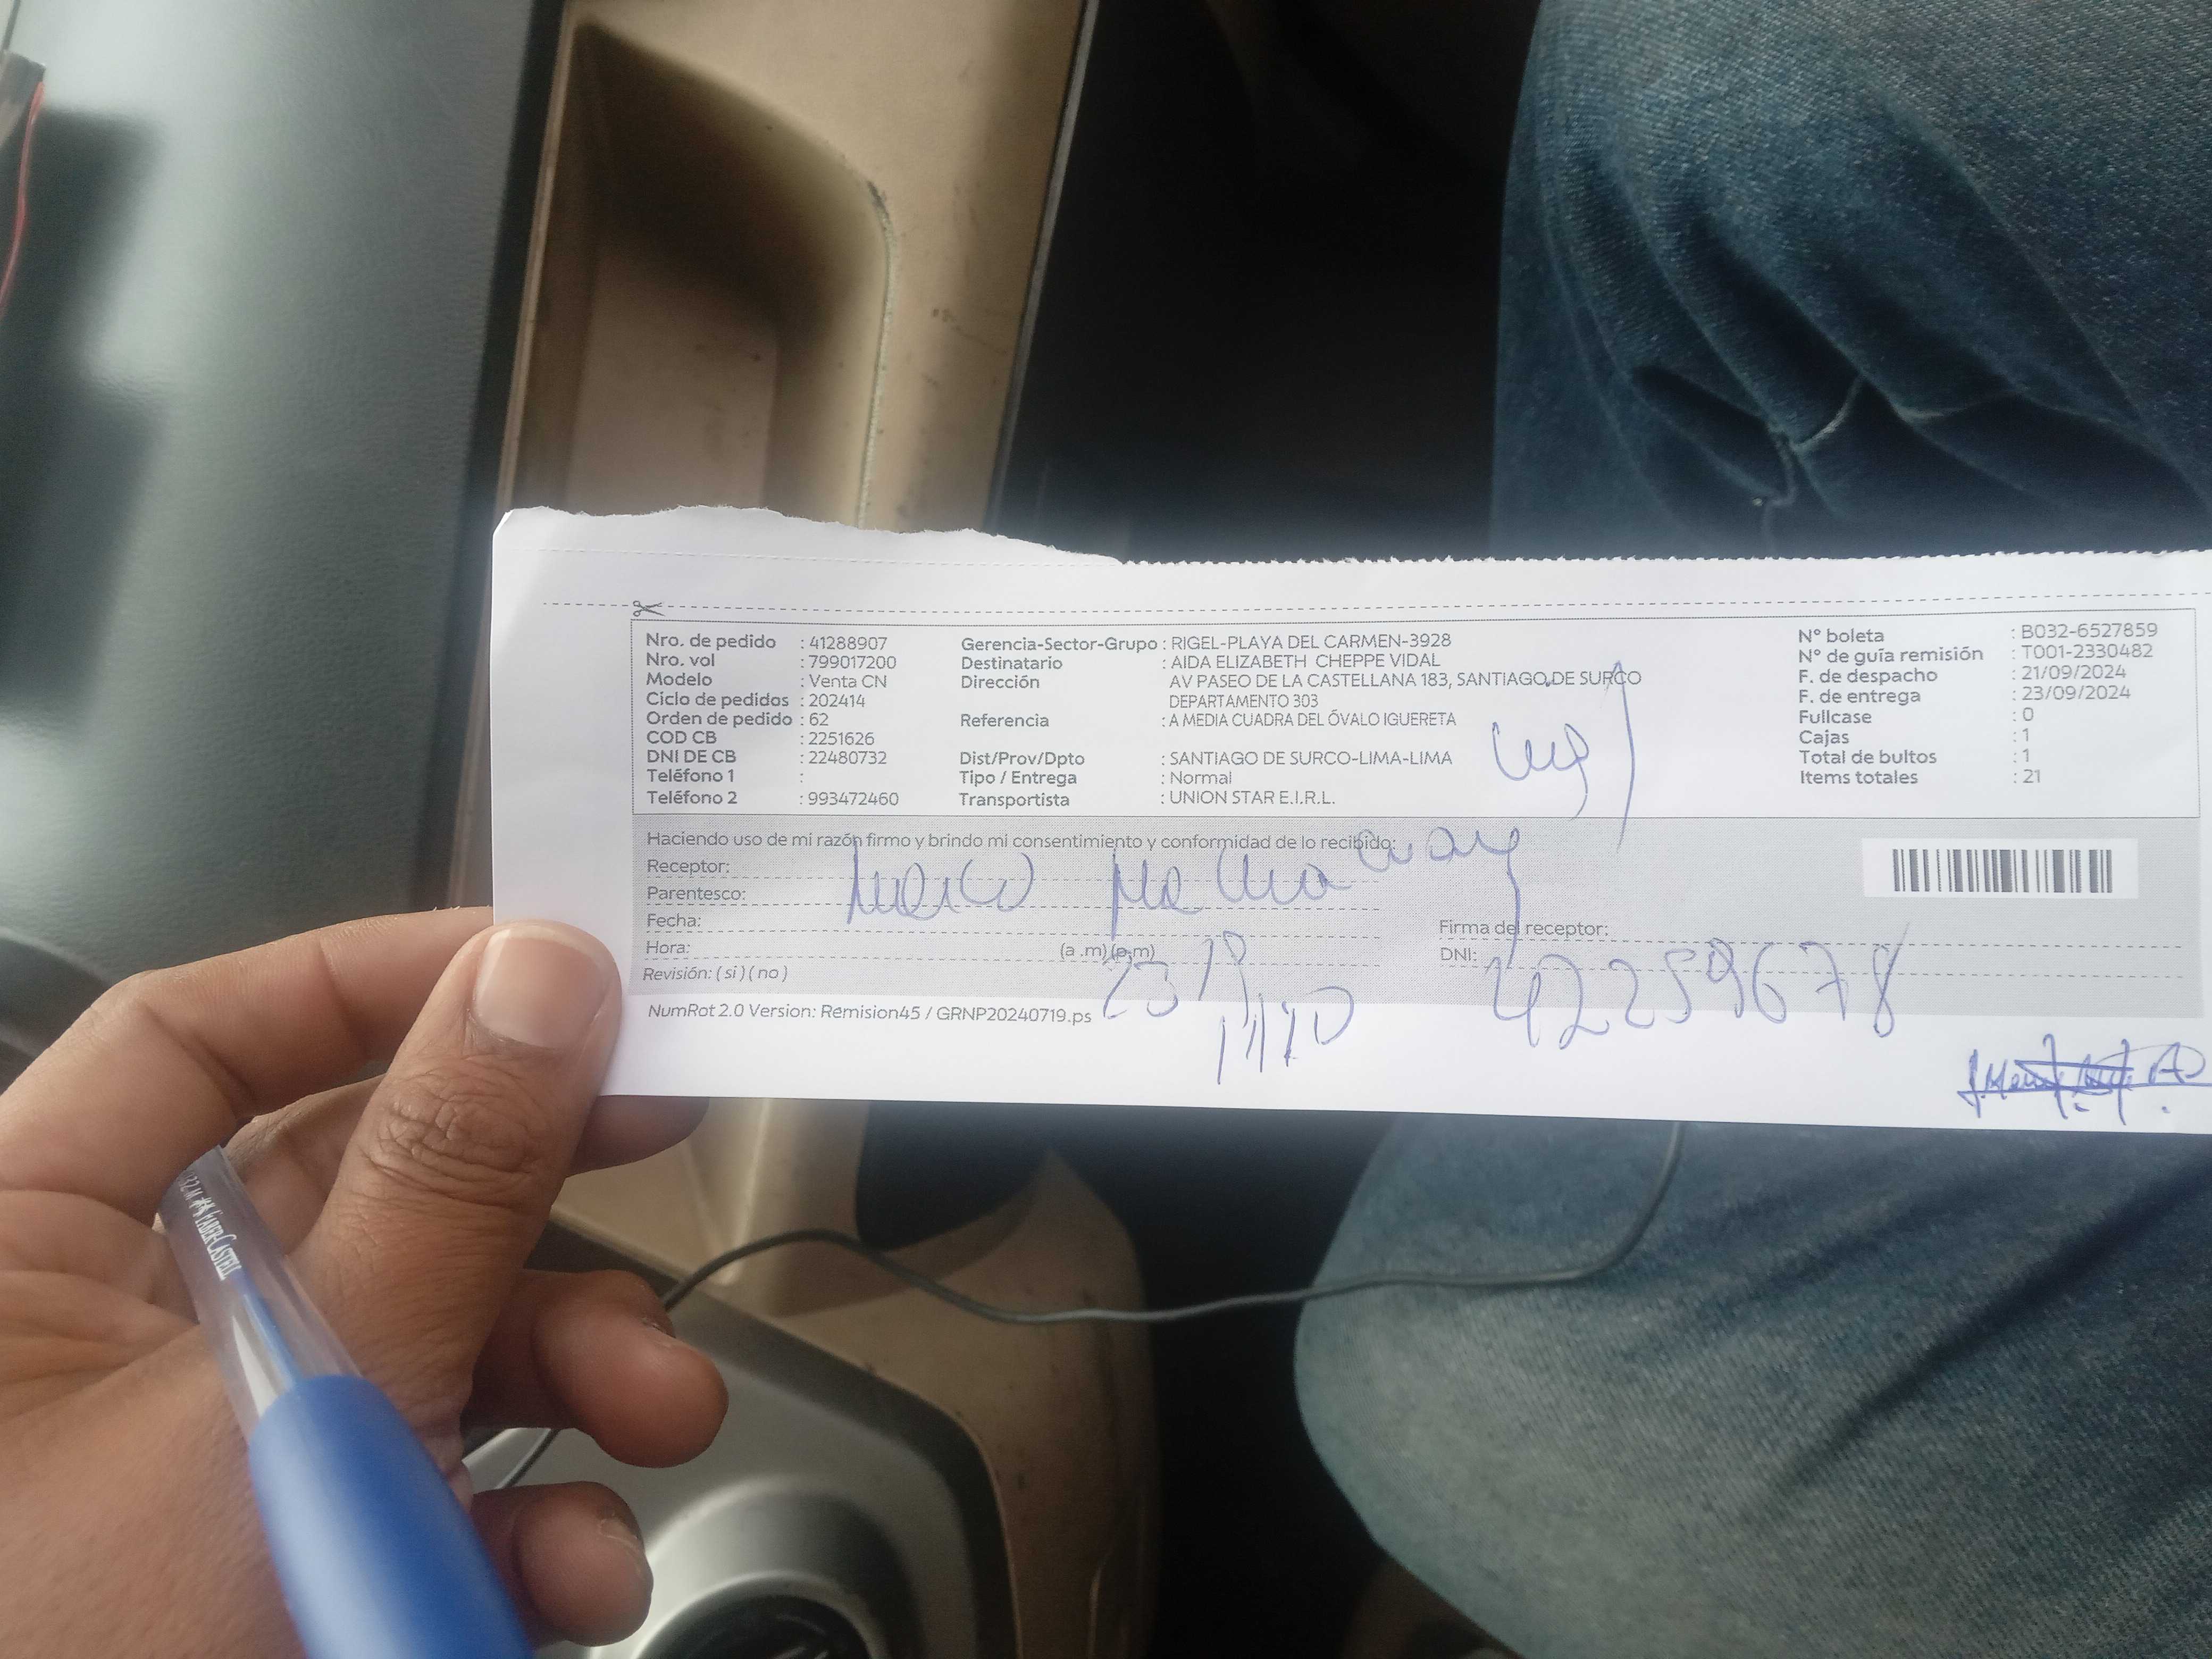 Nro. de pedido : 41288907
Nro. vol : 799017200
Modelo : Venta CN
Ciclo de pedidos : 202414
Orden de pedido : 62
COD CB : 2251626
DNI DE CB : 22480732
Teléfono 1 :
Teléfono 2 : 993472460
Gerencia-Sector-Grupo : RIGEL-PLAYA DEL CARMEN-3928
Destinatario : AIDA ELIZABETH CHEPPE VIDAL
Dirección : AV PASEO DE LA CASTELLANA 183, SANTIAGO DE SURCO
DEPARTAMENTO 303
Referencia : A MEDIA CUADRA DEL ÓVALO IGUERETA
Dist/Prov/Dpto : SANTIAGO DE SURCO-LIMA-LIMA
Tipo / Entrega : Normal
Transportista : UNION STAR E.I.R.L.
N° boleta : B032-6527859
N° de guía remisión : T001-2330482
F. de despacho : 21/09/2024
F. de entrega : 23/09/2024
Fullcase : 0
Cajas : 1
Total de bultos : 1
Items totales : 21
Haciendo uso de mi razón firmo y brindo mi consentimiento y conformidad de lo recibido:
Receptor:
Parentesco:
Fecha:
Hora: (a .m) (p.m)
Revisión: ( si ) ( no )
Firma del receptor:
DNI: 42259678
23/9
NumRot 2.0 Version: Remision45 / GRNP20240719.ps
FABER-CASTELL